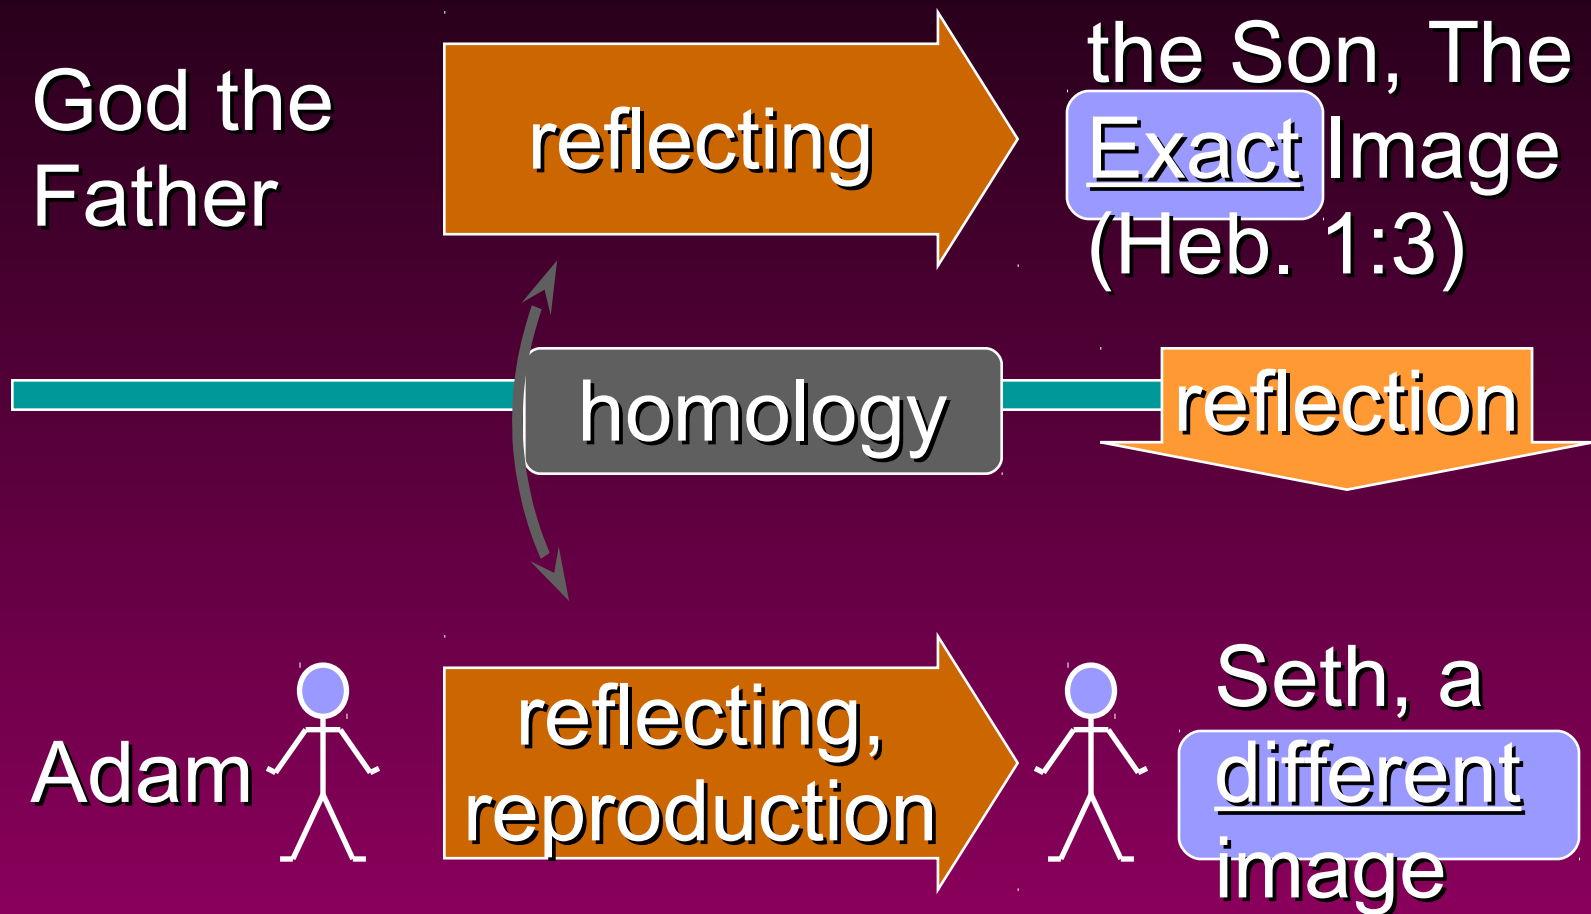 God the
Father
reflecting
the Son, The
Exact Image
(Heb. 1:3)
homology
reflection
Adam
reflecting,
reproduction
Seth, a
different
image